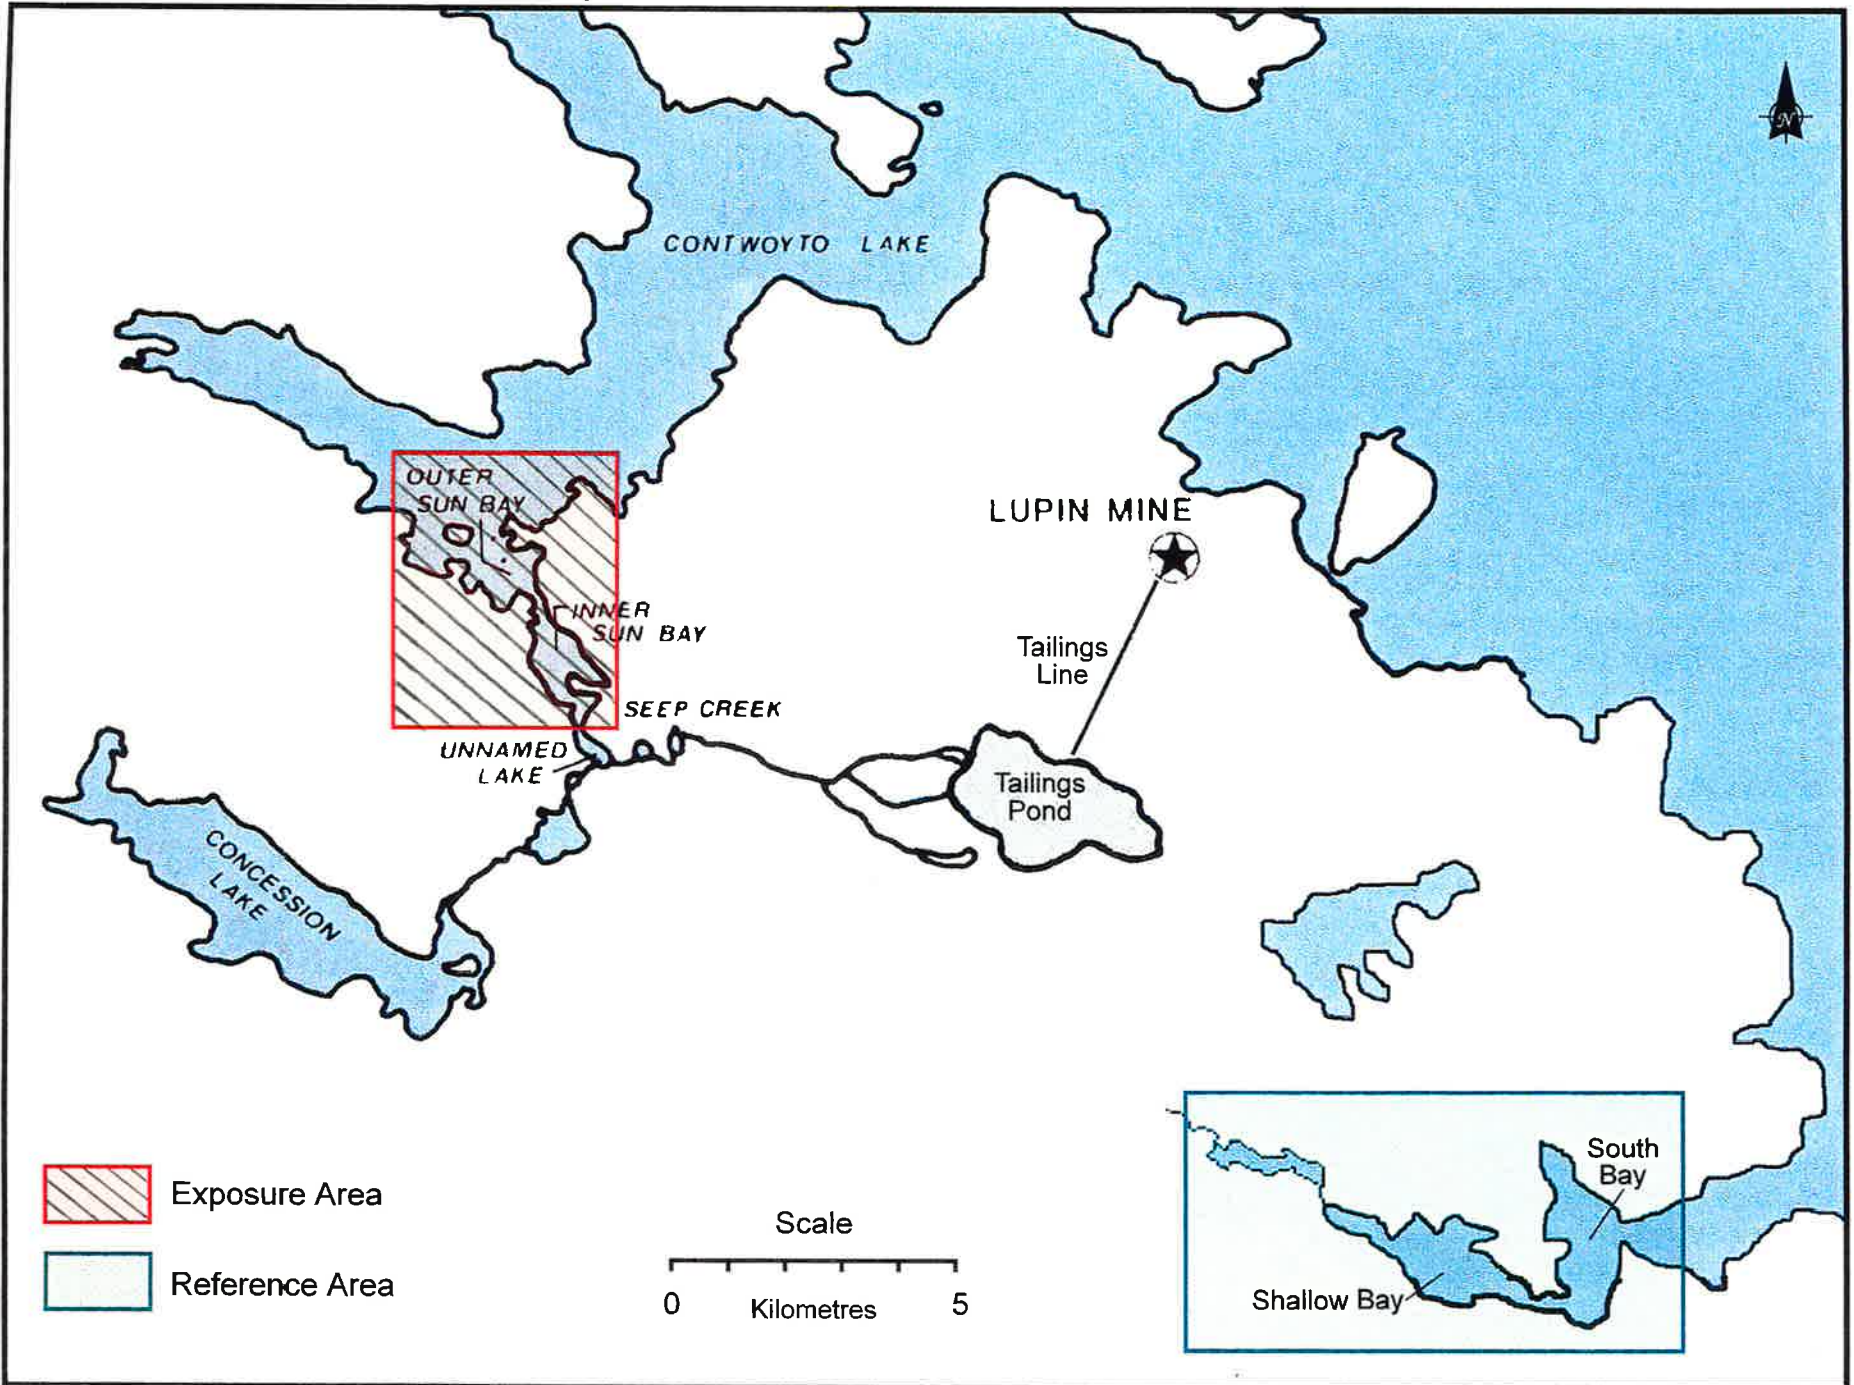 N
CONTWOYTO LAKE
OUTER
SUN BAY
LUPIN MINE
INNER
SUN BAY
Tailings
Line
SEEP CREEK
UNNAMED
LAKE
Tailings
Pond
CONCESSION
LAKE
South
Bay
Shallow Bay
Exposure Area
Reference Area
Scale
0 Kilometres 5